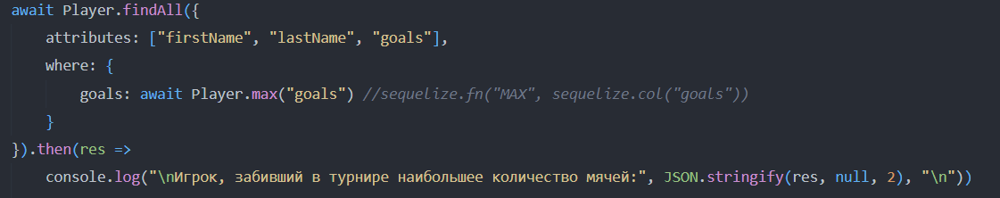 await Player.findAll({
    attributes: ["firstName", "lastName", "goals"],
    where: {
        goals: await Player.max("goals") //sequelize.fn("MAX", sequelize.col("goals"))
    }
}).then(res =>
    console.log("\nИгрок, забивший в турнире наибольшее количество мячей:", JSON.stringify(res, null, 2), "\n"))